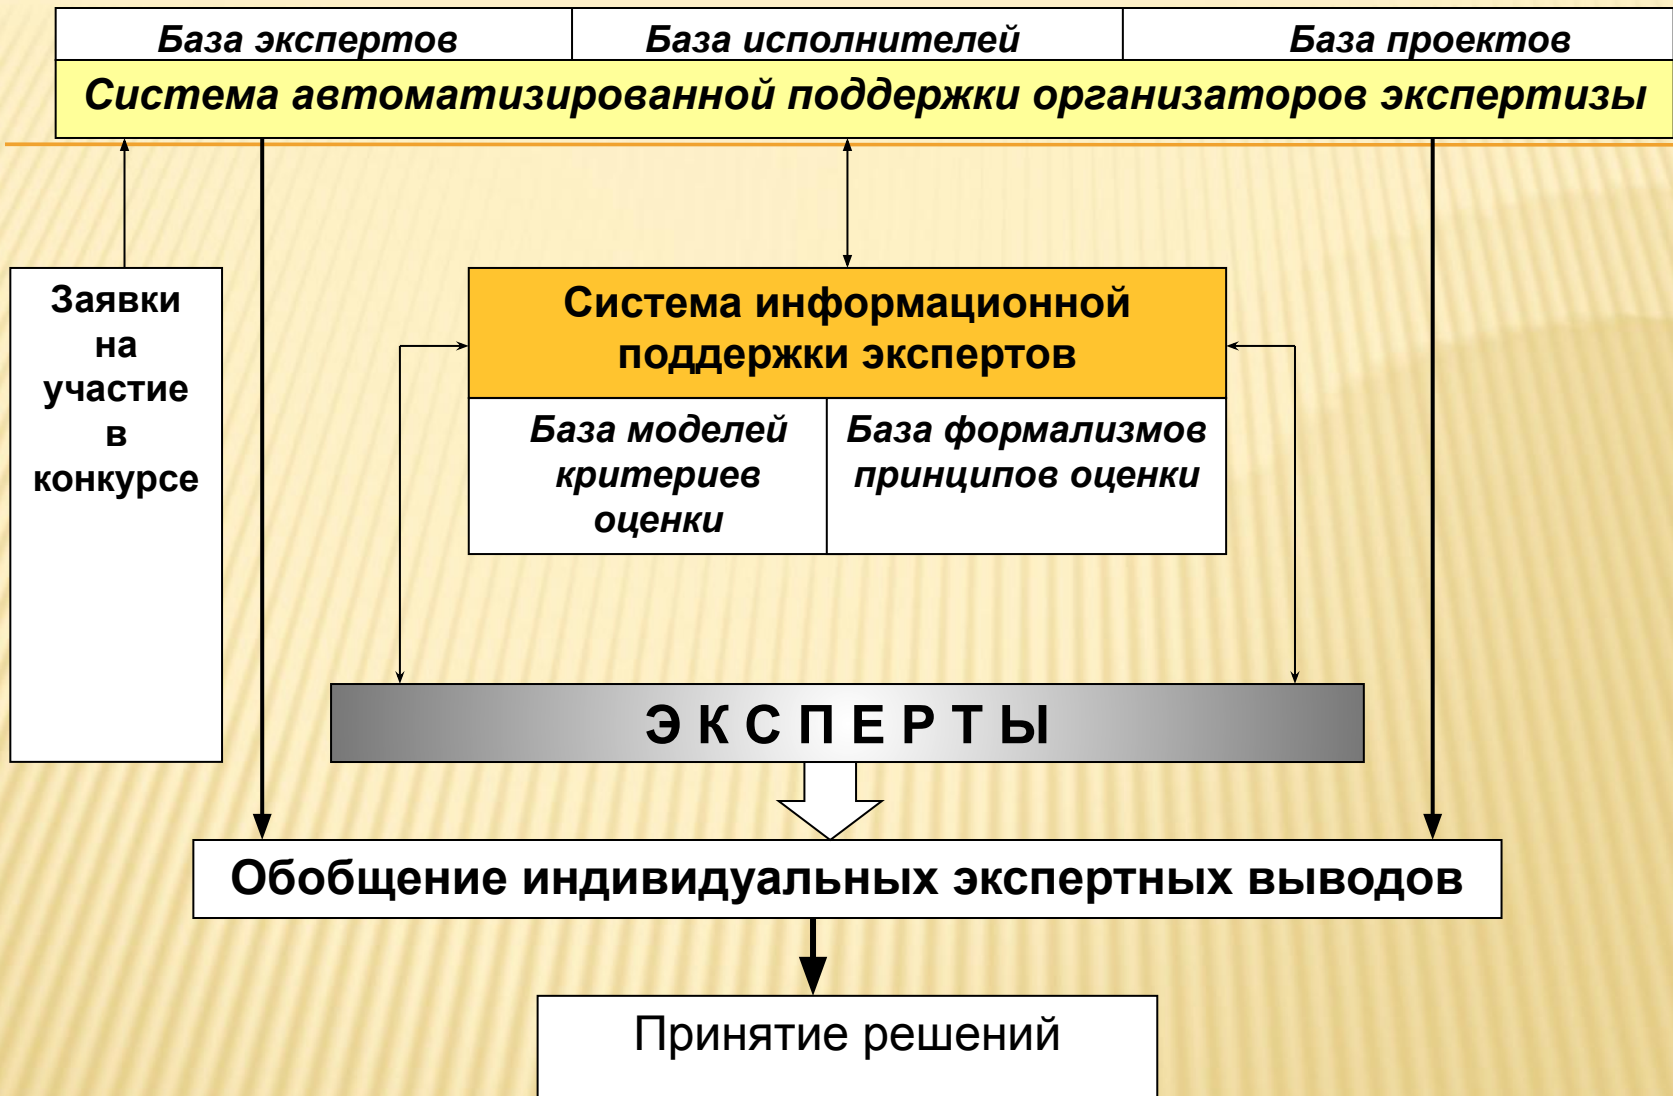 База экспертов
База исполнителей
База проектов
Система автоматизированной поддержки организаторов экспертизы
Заявки
на
участие
в
конкурсе
Система информационной
поддержки экспертов
База моделей
критериев
оценки
База формализмов
принципов оценки
Э К С П Е Р Т Ы
Обобщение индивидуальных экспертных выводов
Принятие решений